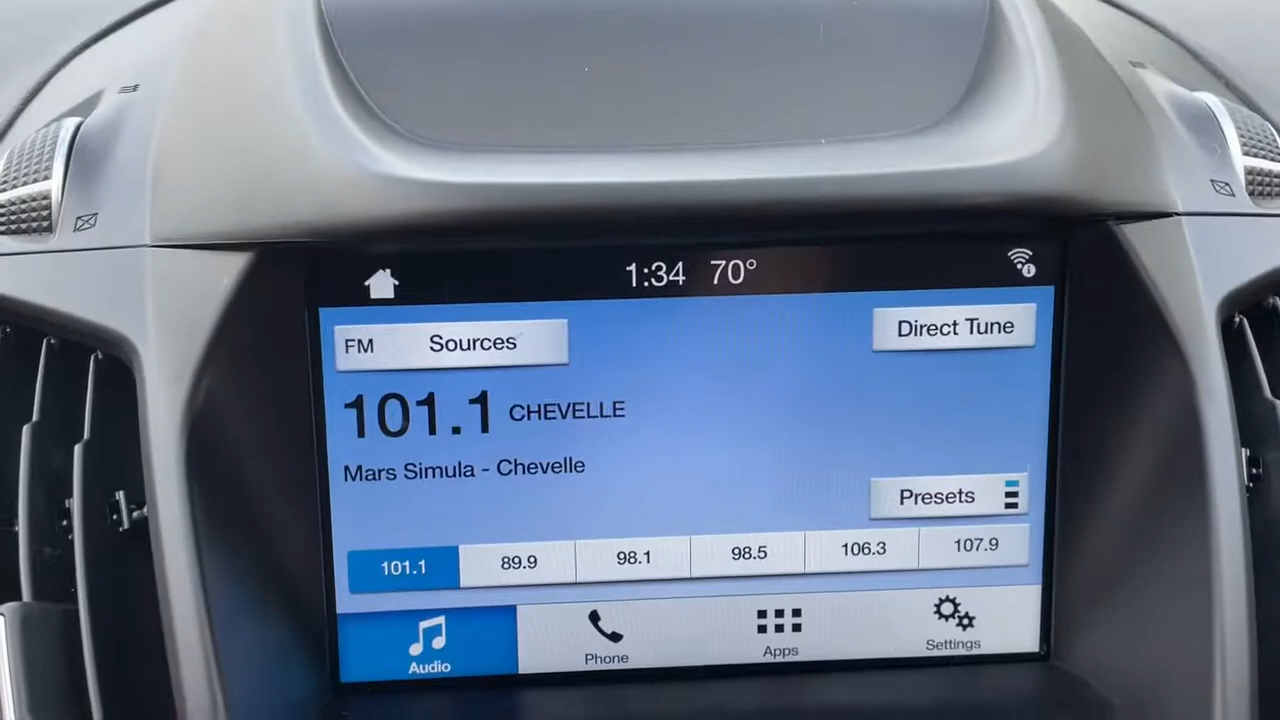 1:34 70°
FM Sources
Direct Tune
101.1 CHEVELLE
Mars Simula - Chevelle
Presets
101.1 89.9 98.1 98.5 106.3 107.9
Audio Phone Apps Settings